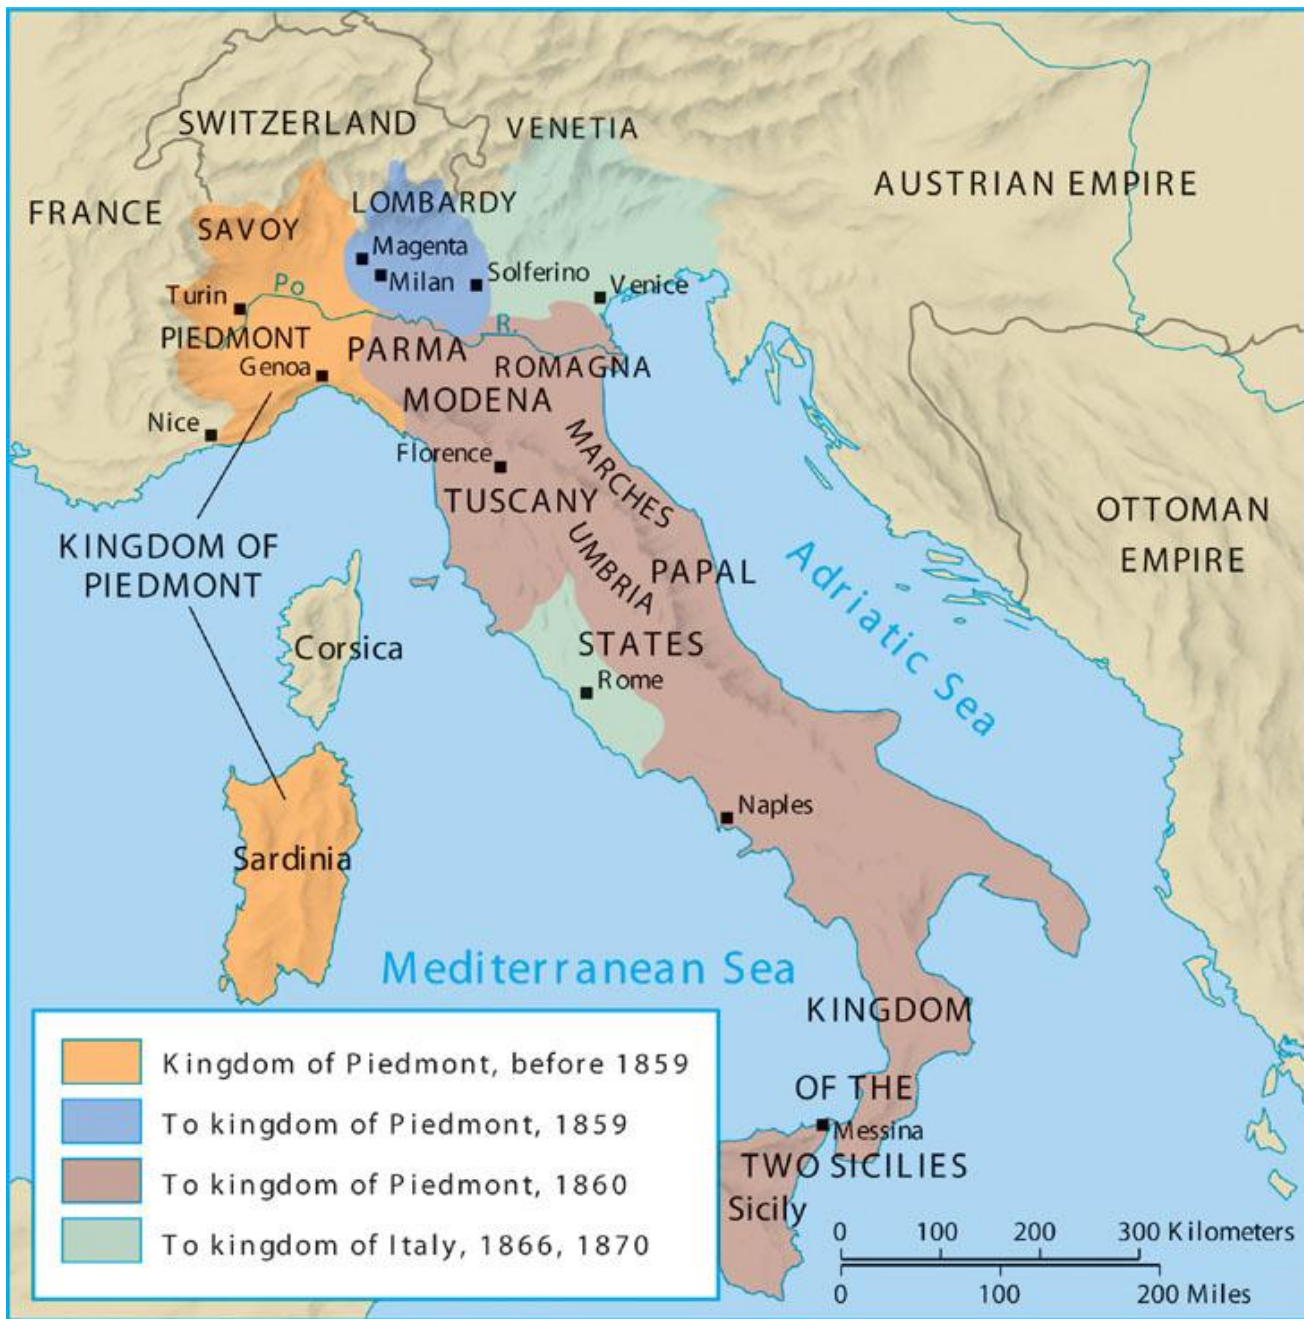 SWITZERLAND
VENETIA
AUSTRIAN EMPIRE
FRANCE
LOMBARDY
SAVOY
Magenta
Milan
Solferino
Venice
Po
R.
Turin
PIEDMONT
PARMA
ROMAGNA
Genoa
MODENA
Nice
MARCHES
Florence
TUSCANY
UMBRIA
OTTOMAN
EMPIRE
KINGDOM OF
PIEDMONT
PAPAL
STATES
Adriatic Sea
Corsica
Rome
Naples
Sardinia
Mediterranean Sea
KINGDOM
OF THE
Messina
TWO SICILIES
Sicily
Kingdom of Piedmont, before 1859
To kingdom of Piedmont, 1859
To kingdom of Piedmont, 1860
To kingdom of Italy, 1866, 1870
0 100 200 300 Kilometers
0 100 200 Miles